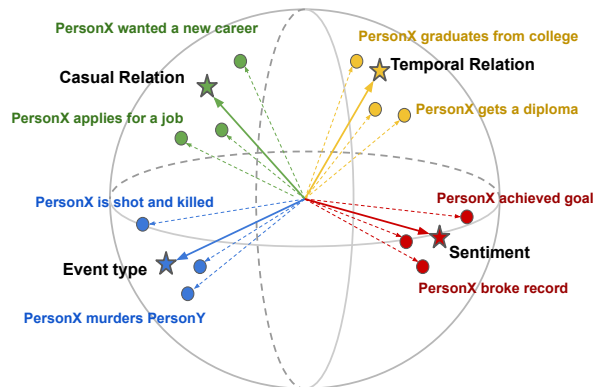 PersonX wanted a new career
PersonX graduates from college
Casual Relation
Temporal Relation
PersonX applies for a job
PersonX gets a diploma
PersonX is shot and killed
PersonX achieved goal
Event type
Sentiment
PersonX murders PersonY
PersonX broke record